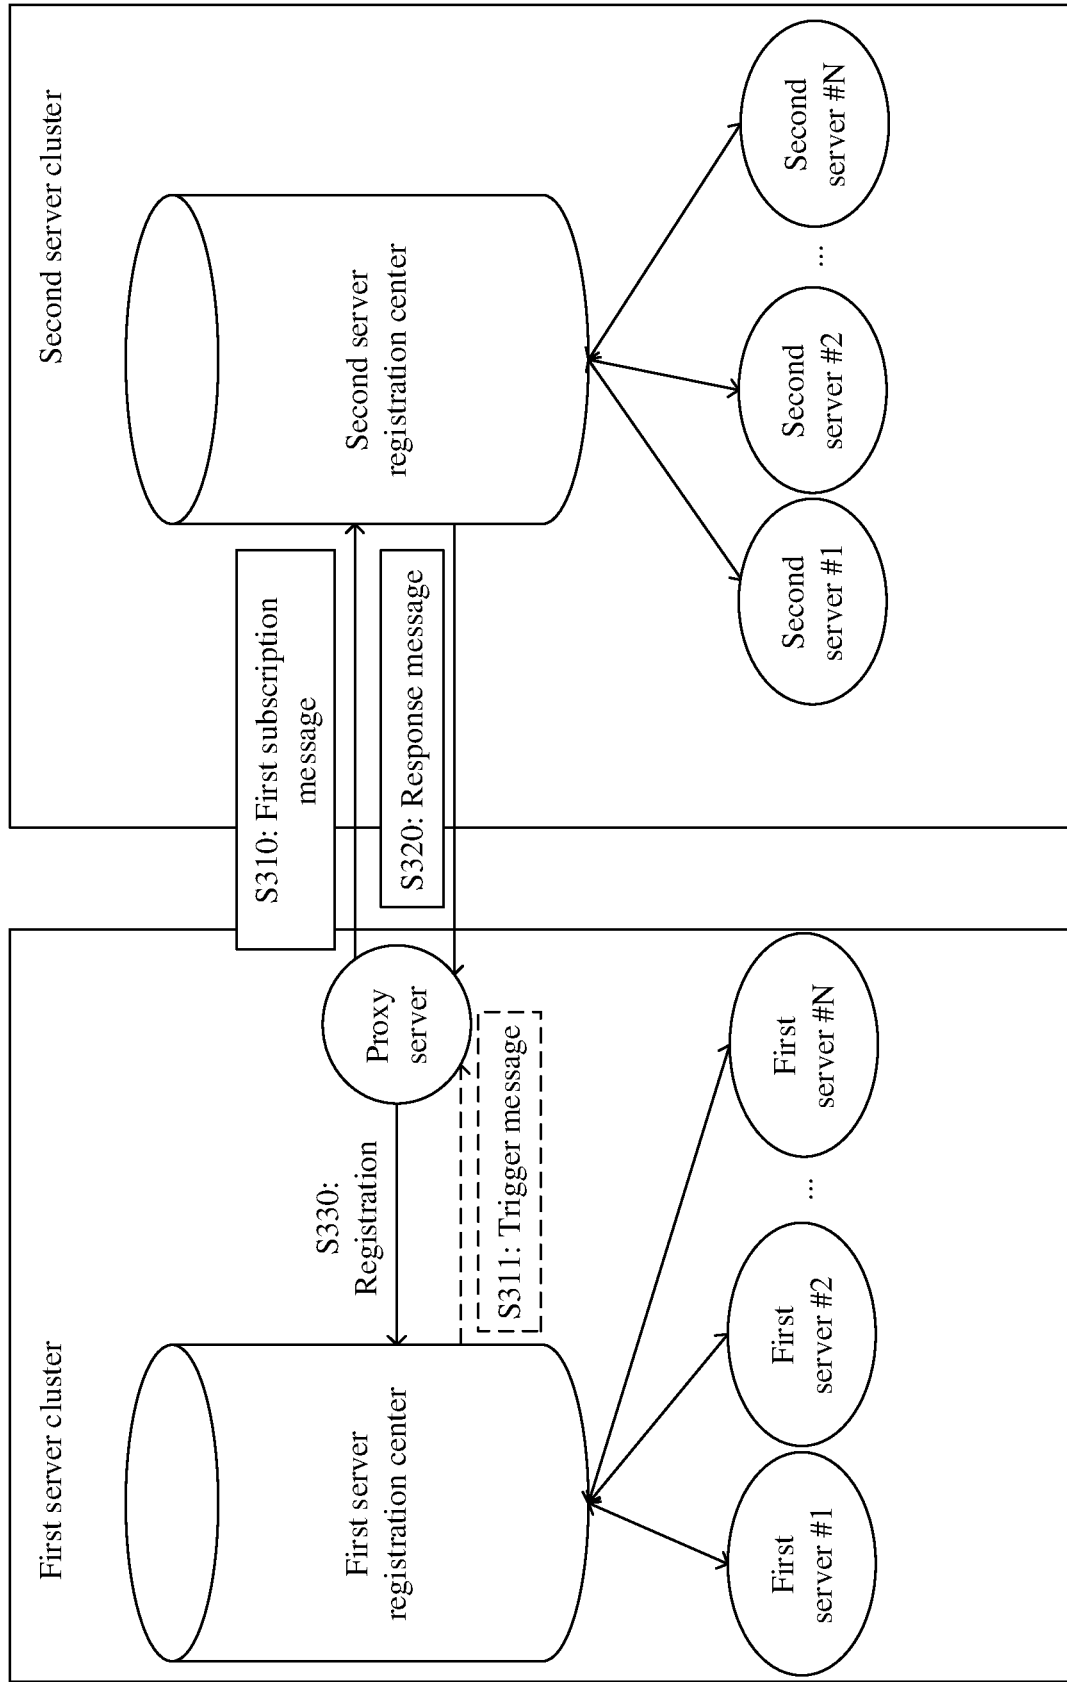 First server cluster
Second server cluster
First server
registration center
S330:
Registration
Proxy
server
S311: Trigger message
S310: First subscription
message
S320: Response message
Second server
registration center
First
server #1
First
server #2
...
First
server #N
Second
server #1
Second
server #2
...
Second
server #N